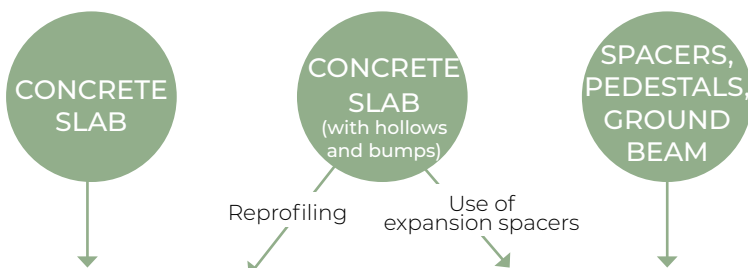 CONCRETE
SLAB
CONCRETE
SLAB
(with hollows
and bumps)
SPACERS,
PEDESTALS,
GROUND
BEAM
Reprofiling
Use of
expansion spacers